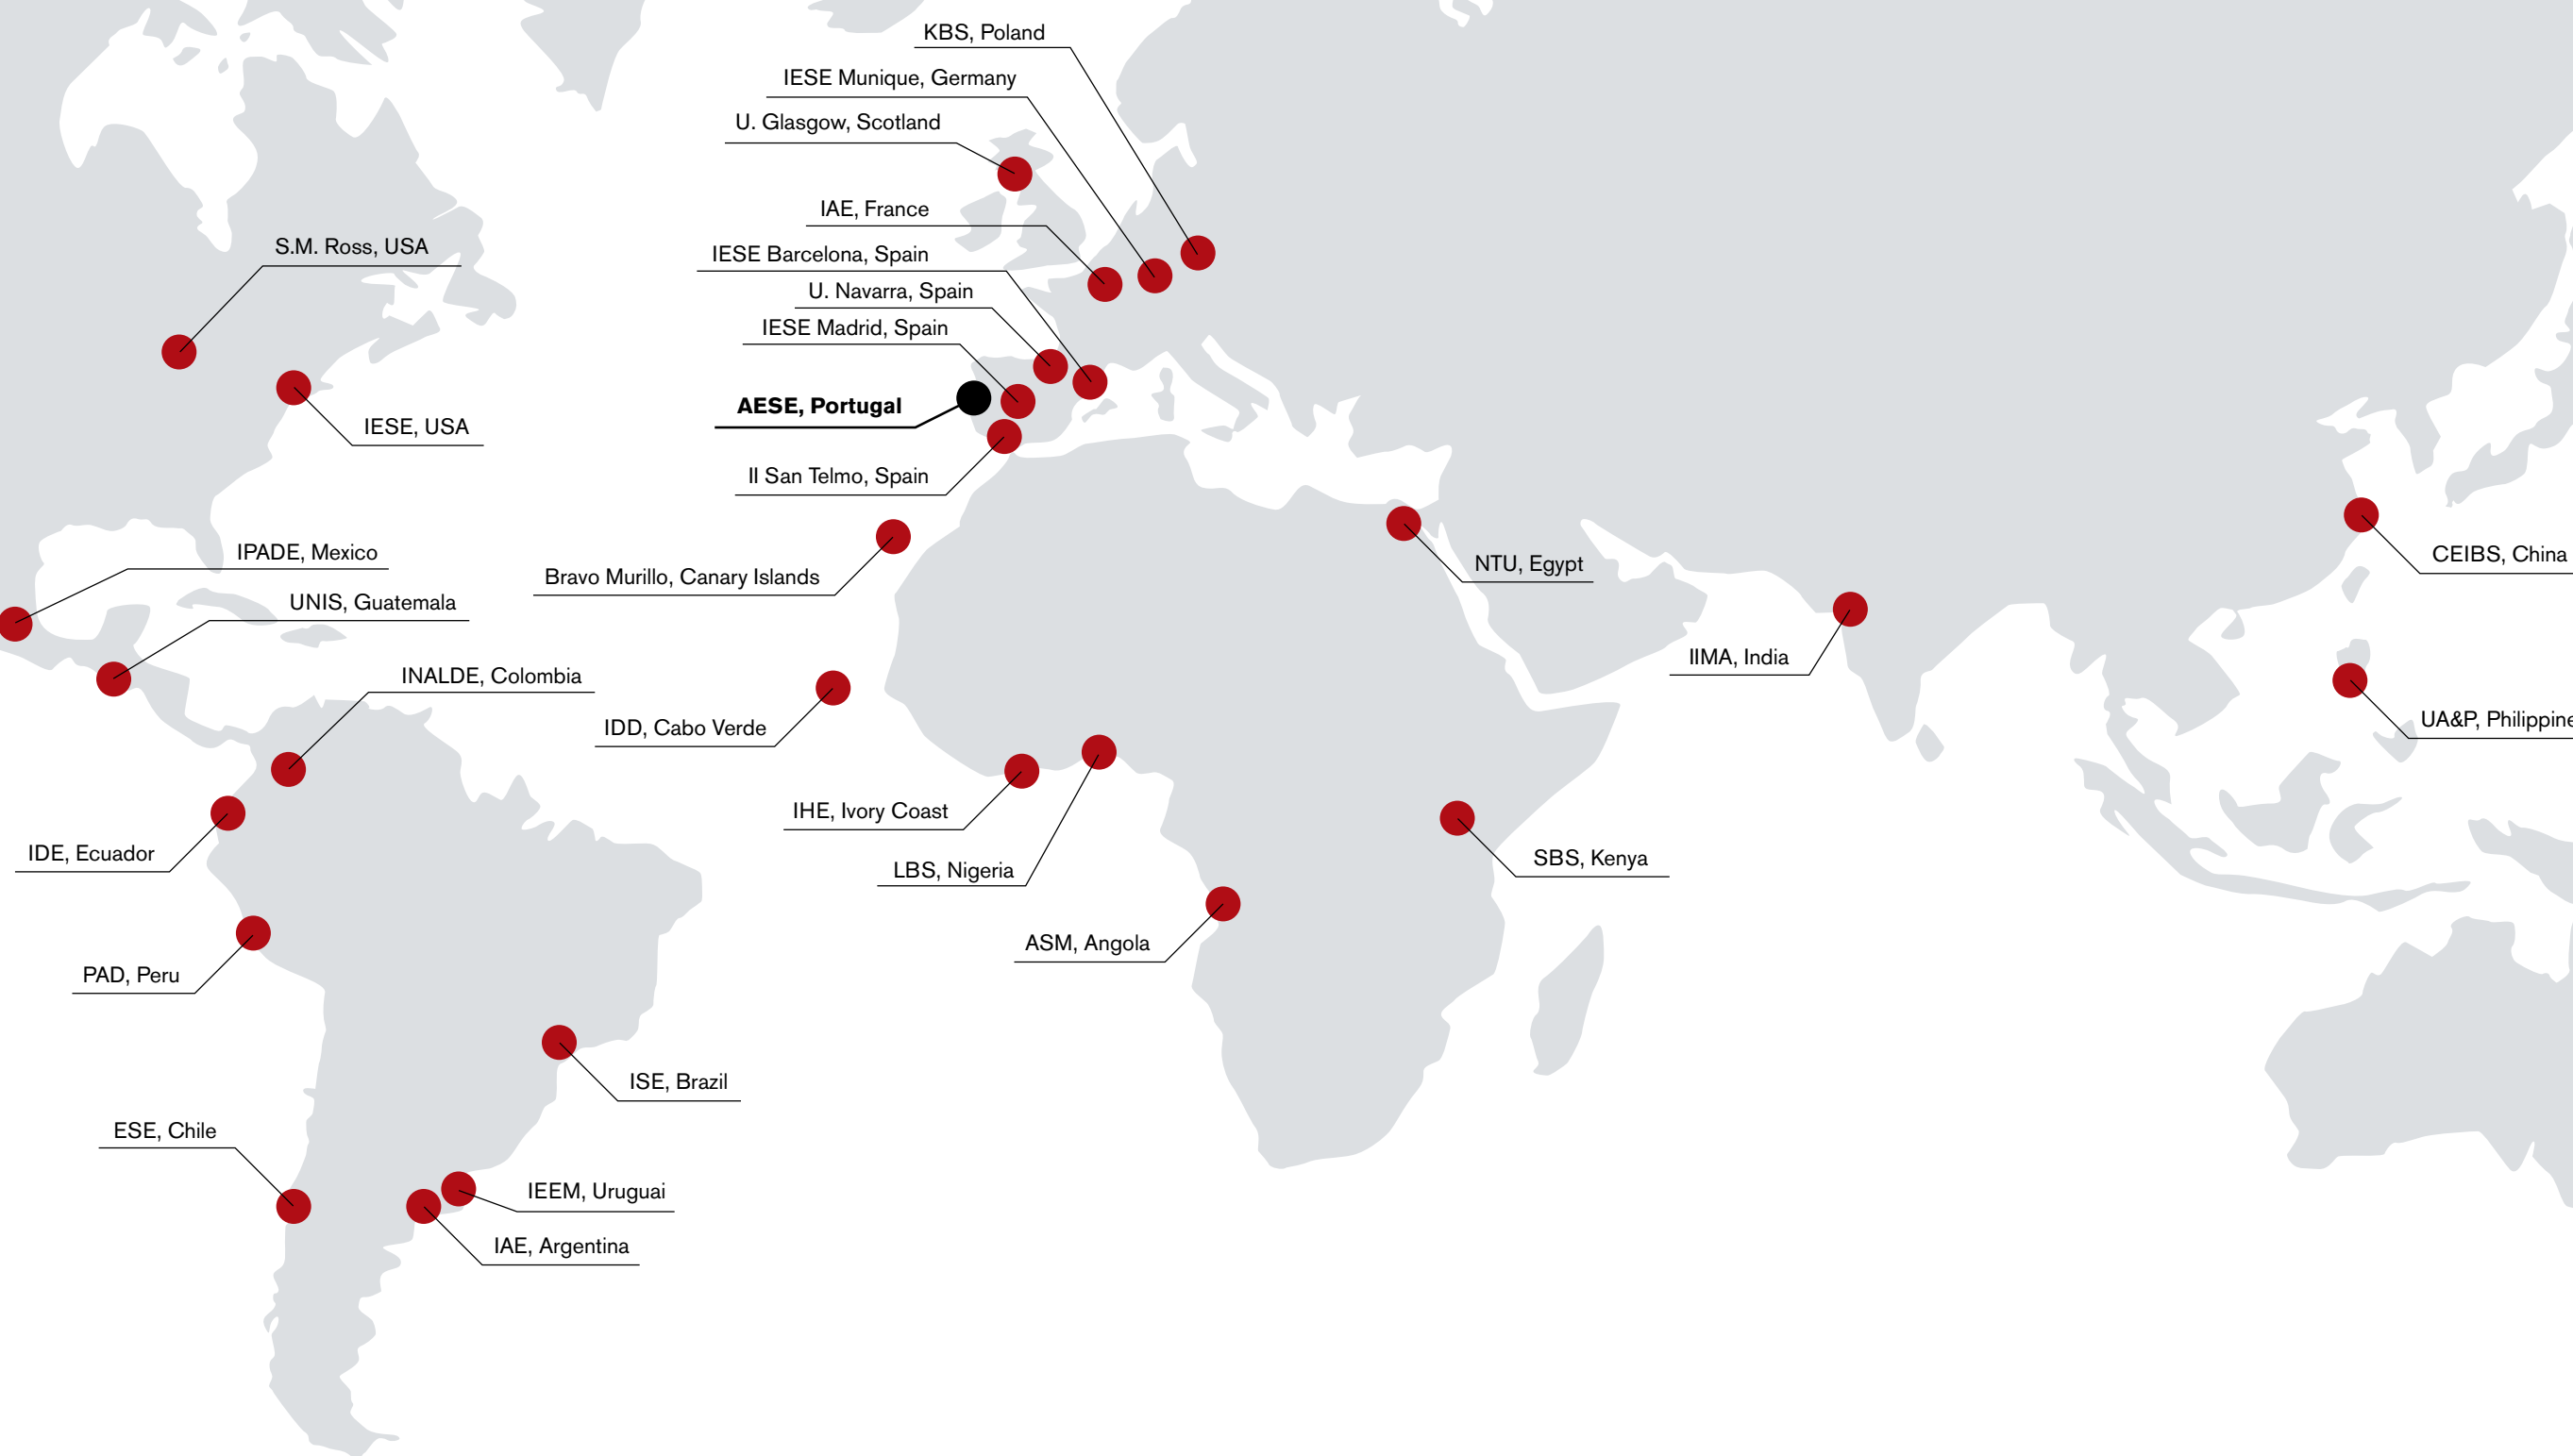 KBS, Poland
IESE Munique, Germany
U. Glasgow, Scotland
IAE, France
S.M. Ross, USA
IESE Barcelona, Spain
U. Navarra, Spain
IESE Madrid, Spain
AESE, Portugal
IESE, USA
II San Telmo, Spain
IPADE, Mexico
Bravo Murillo, Canary Islands
NTU, Egypt
CEIBS, China
UNIS, Guatemala
IIMA, India
INALDE, Colombia
IDD, Cabo Verde
UA&P, Philippine
IHE, Ivory Coast
IDE, Ecuador
LBS, Nigeria
SBS, Kenya
ASM, Angola
PAD, Peru
ISE, Brazil
ESE, Chile
IEEM, Uruguai
IAE, Argentina